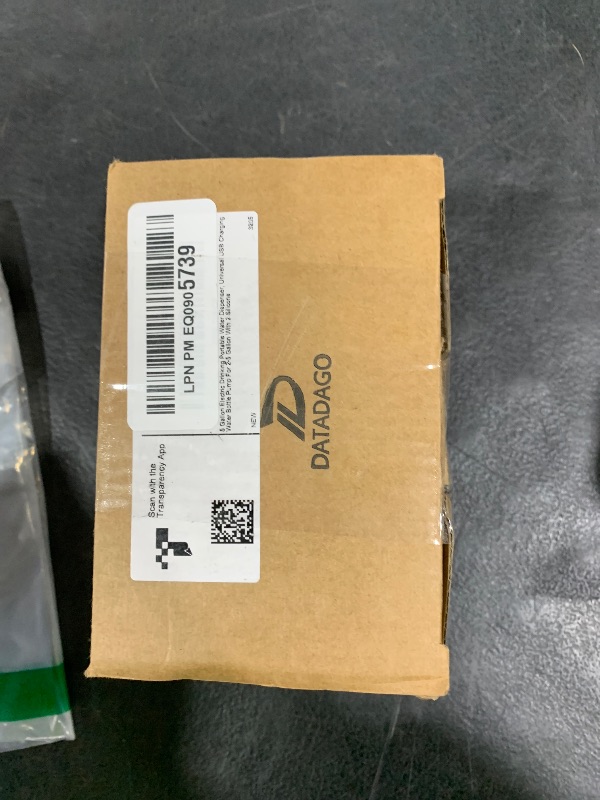 LPN PM EQ0905739
5 Gallon Electric Drinking Portable Water Dispenser, Universal USB Charging
Water Bottle Pump For 2-5 Gallon With 2 Silicone
NEW
Scan with the
Transparency App
DATADAGO